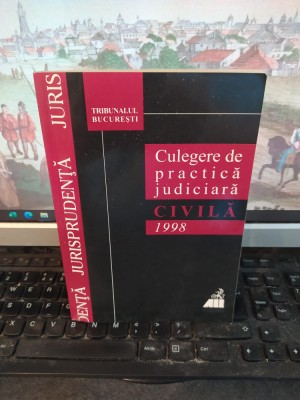 TRIBUNALUL
BUCUREȘTI
Culegere de
practică
judiciară
CIVILĂ
1998
DENȚĂ JURISPRUDENȚĂ JURIS